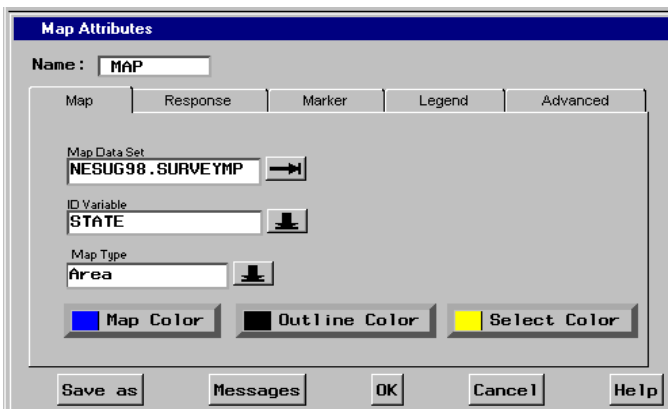 Map Attributes
Name: MAP
Map Response Marker Legend Advanced
Map Data Set
NESUG98.SURVEYMP
ID Variable
STATE
Map Type
Area
Map Color Outline Color Select Color
Save as Messages OK Cancel Help